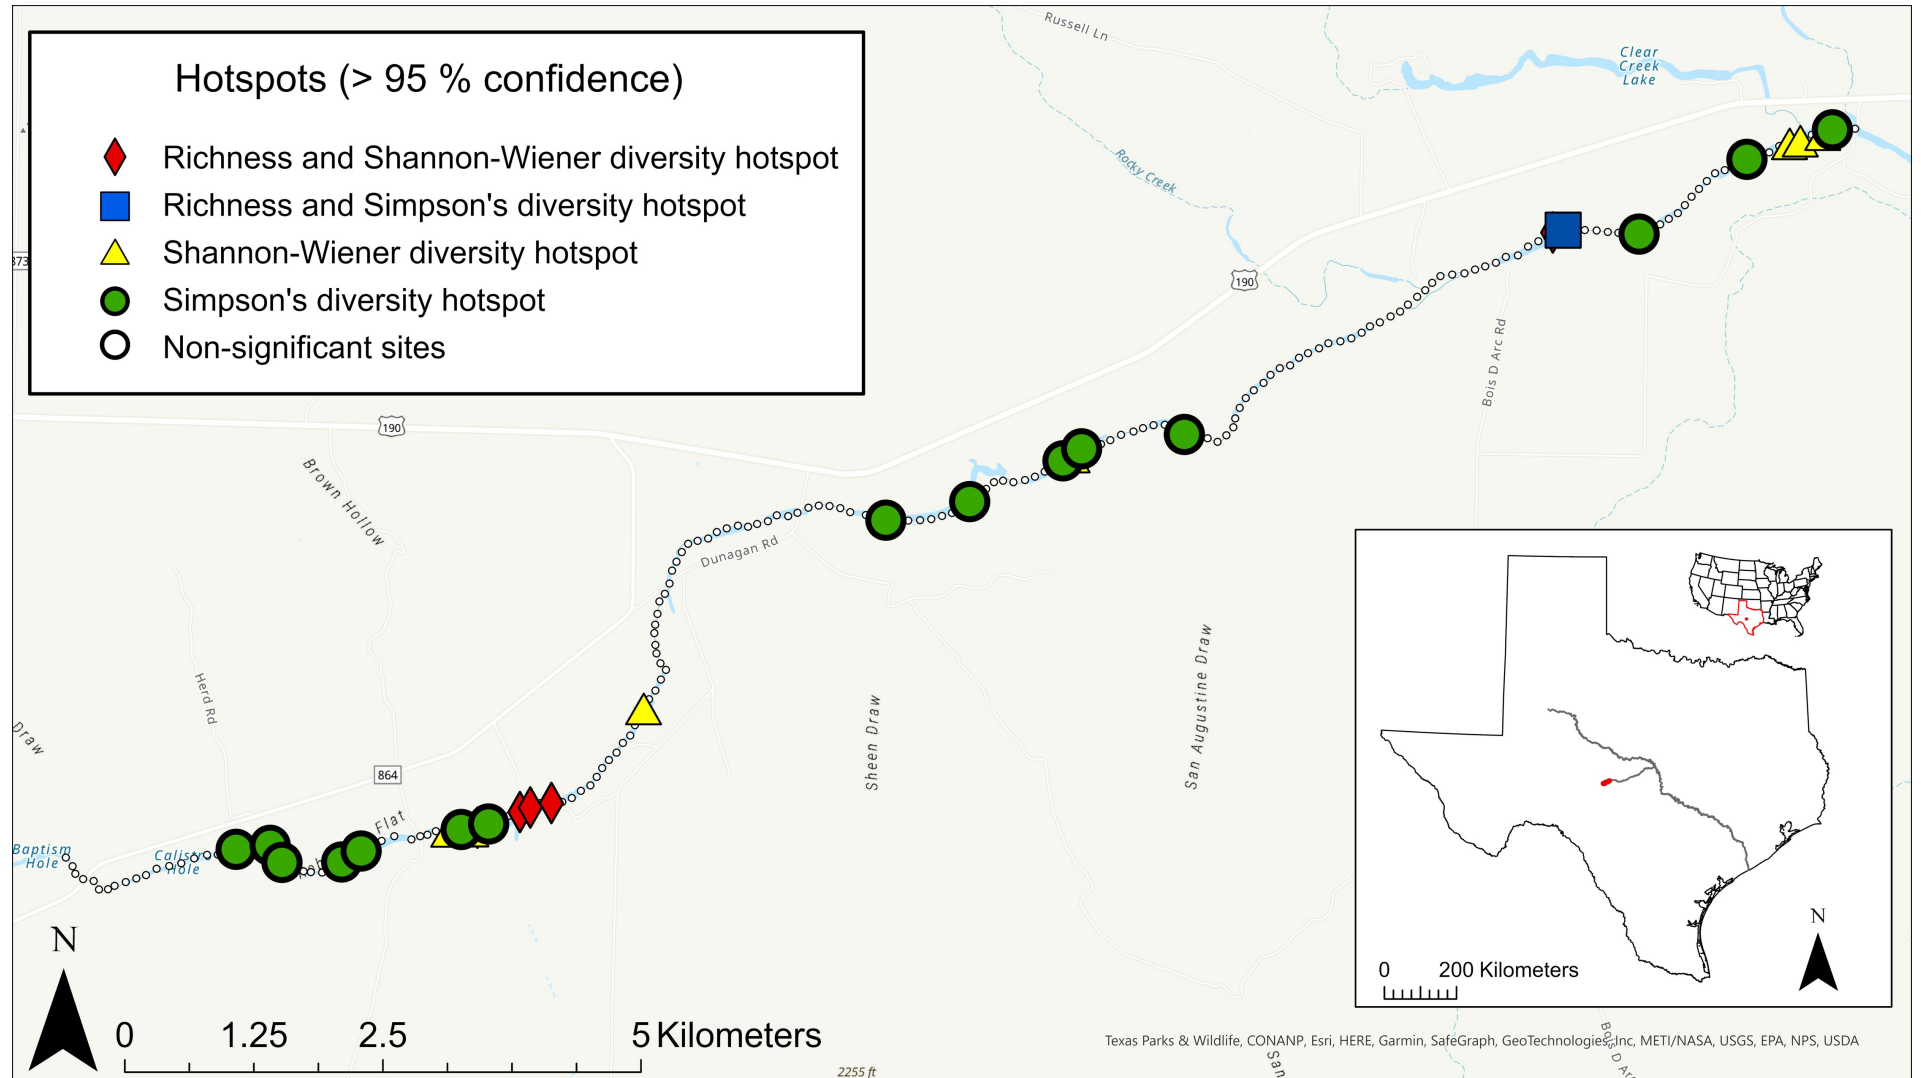 Hotspots (> 95 % confidence)
Richness and Shannon-Wiener diversity hotspot
Richness and Simpson's diversity hotspot
Shannon-Wiener diversity hotspot
Simpson's diversity hotspot
Non-significant sites
Russell Ln
Clear
Creek
Lake
Rocky Creek
190
Bois D Arc Rd
190
Brown Hollow
Dunagan Rd
Herd Rd
Draw
Sheen Draw
San Augustine Draw
864
Flat
Baptism
Hole
Hole
N
0 1.25 2.5 5 Kilometers
2255 ft
N
0 200 Kilometers
Texas Parks & Wildlife, CONANP, Esri, HERE, Garmin, SafeGraph, GeoTechnologies, Inc, METI/NASA, USGS, EPA, NPS, USDA
San
Bois D Arc